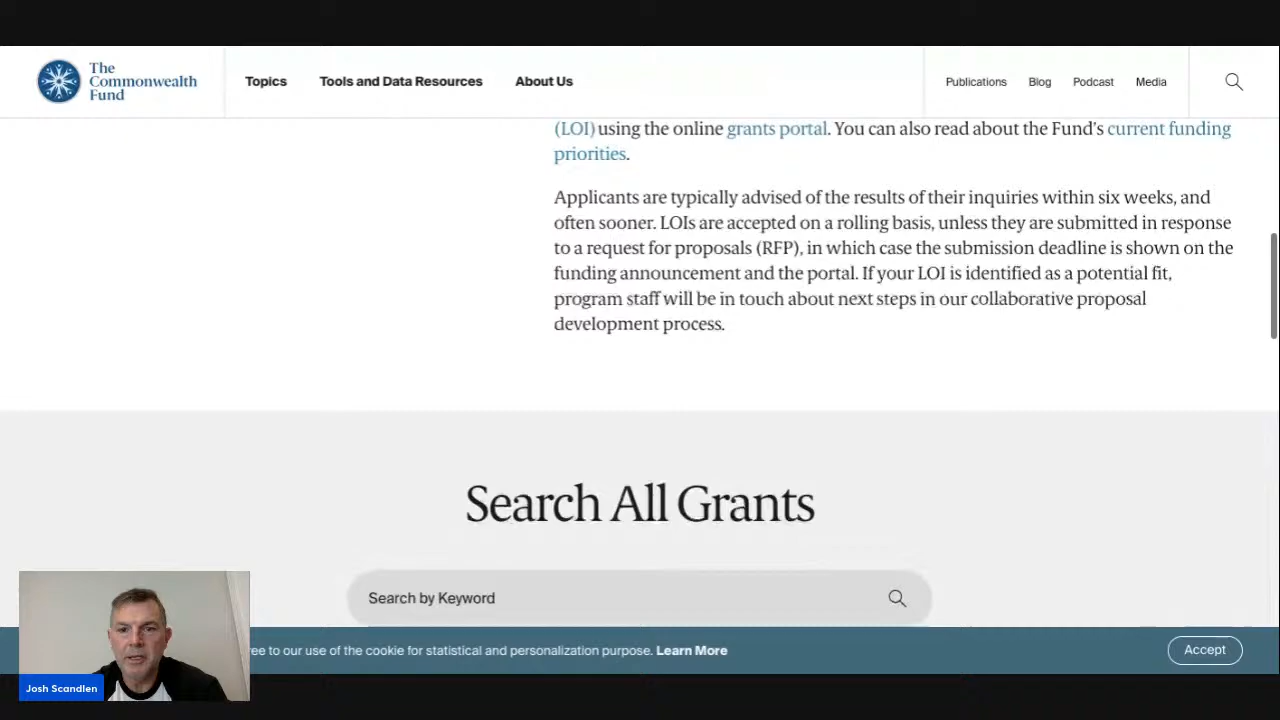 The
Commonwealth
Fund
Topics
Tools and Data Resources
About Us
Publications
Blog
Podcast
Media
(LOI) using the online grants portal. You can also read about the Fund's current funding
priorities.
Applicants are typically advised of the results of their inquiries within six weeks, and
often sooner. LOIs are accepted on a rolling basis, unless they are submitted in response
to a request for proposals (RFP), in which case the submission deadline is shown on the
funding announcement and the portal. If your LOI is identified as a potential fit,
program staff will be in touch about next steps in our collaborative proposal
development process.
Search All Grants
Search by Keyword
ree to our use of the cookie for statistical and personalization purpose. Learn More
Accept
Josh Scandlen